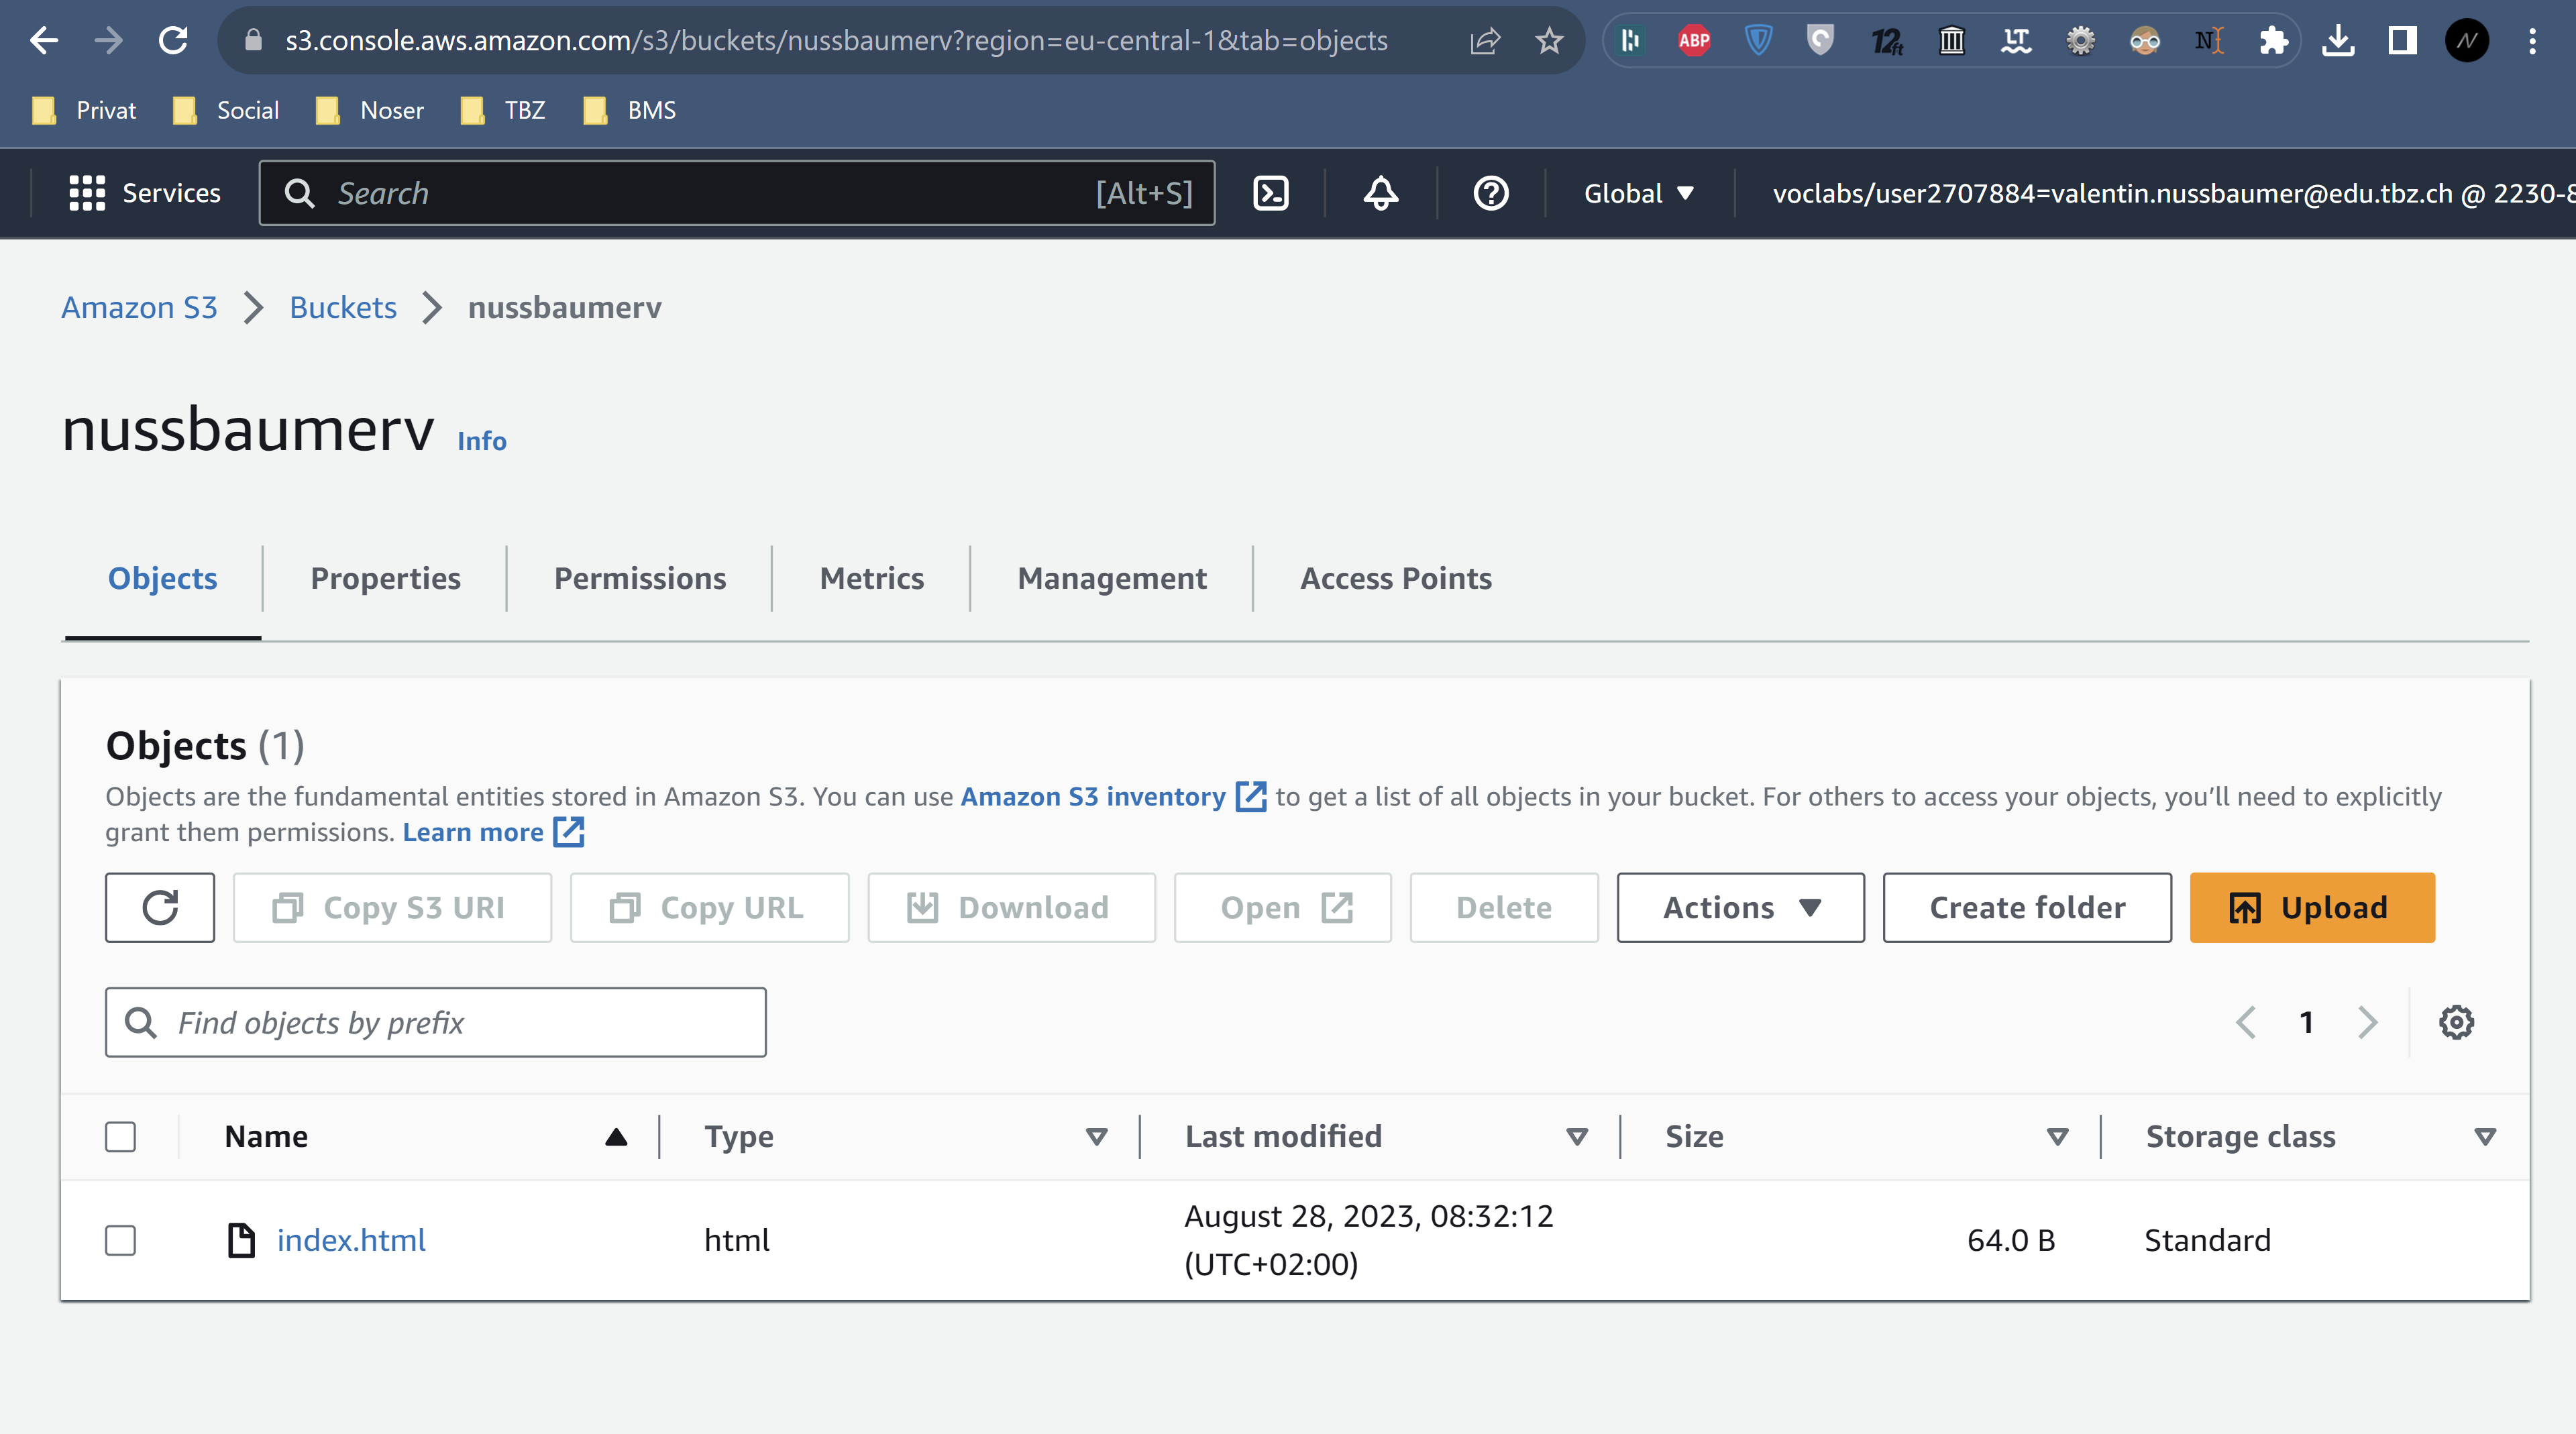 s3.console.aws.amazon.com/s3/buckets/nussbaumerv?region=eu-central-1&tab=objects
ABP
12ft
LT
N
Privat Social Noser TBZ BMS
Services Search [Alt+S] Global voclabs/user2707884=valentin.nussbaumer@edu.tbz.ch @ 2230-8
Amazon S3 Buckets nussbaumerv
nussbaumerv Info
Objects Properties Permissions Metrics Management Access Points
Objects (1)
Objects are the fundamental entities stored in Amazon S3. You can use Amazon S3 inventory to get a list of all objects in your bucket. For others to access your objects, you’ll need to explicitly
grant them permissions. Learn more
Copy S3 URI Copy URL Download Open Delete Actions Create folder Upload
Find objects by prefix 1
Name Type Last modified Size Storage class
index.html html August 28, 2023, 08:32:12 64.0 B Standard
(UTC+02:00)